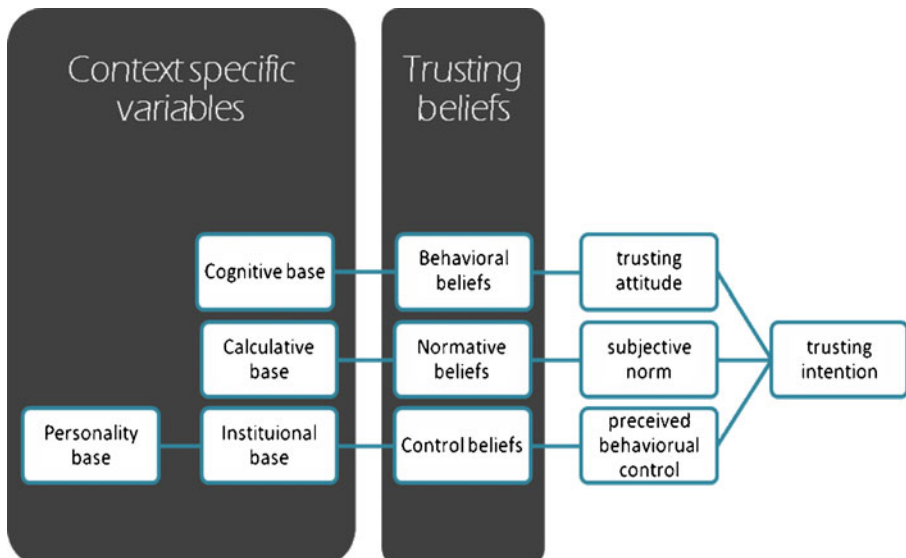 Context specific
variables
Trusting
beliefs
Cognitive base
Behavioral
beliefs
trusting
attitude
Calculative
base
Normative
beliefs
subjective
norm
trusting
intention
Personality
base
Instituional
base
Control beliefs
preceived
behaviorual
control